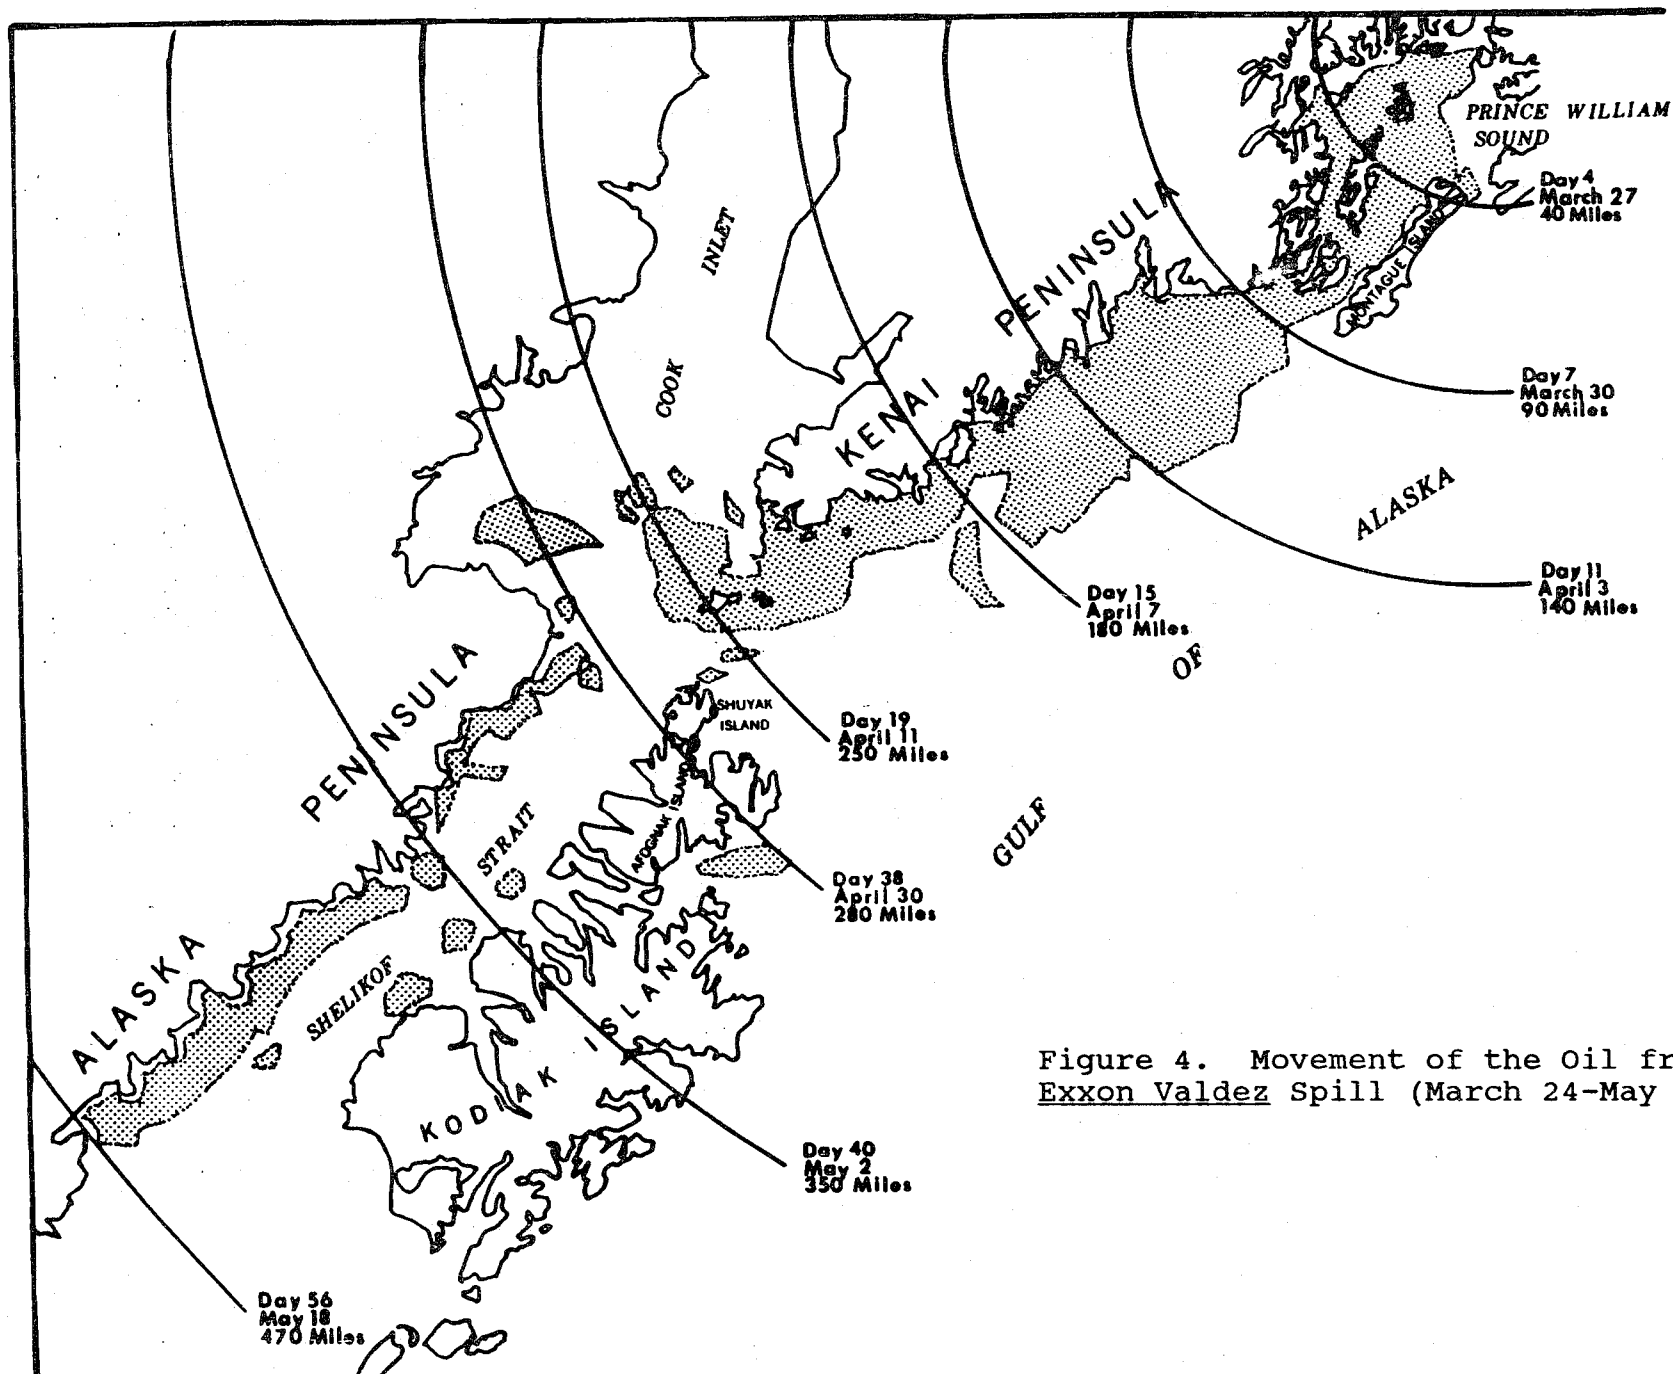 PRINCE WILLIAM
SOUND
Day 4
March 27
40 Miles
MONTAGUE ISLAND
Day 7
March 30
90 Miles
INLET
COOK
KENAI PENINSULA
GULF OF ALASKA
Day 11
April 3
140 Miles
Day 15
April 7
180 Miles
Day 19
April 11
250 Miles
SHUYAK
ISLAND
AFOGNAK ISLAND
Day 38
April 30
280 Miles
ALASKA PENINSULA
SHELIKOF STRAIT
KODIAK ISLAND
Day 40
May 2
350 Miles
Day 56
May 18
470 Miles
Figure 4. Movement of the Oil fr
Exxon Valdez Spill (March 24-May